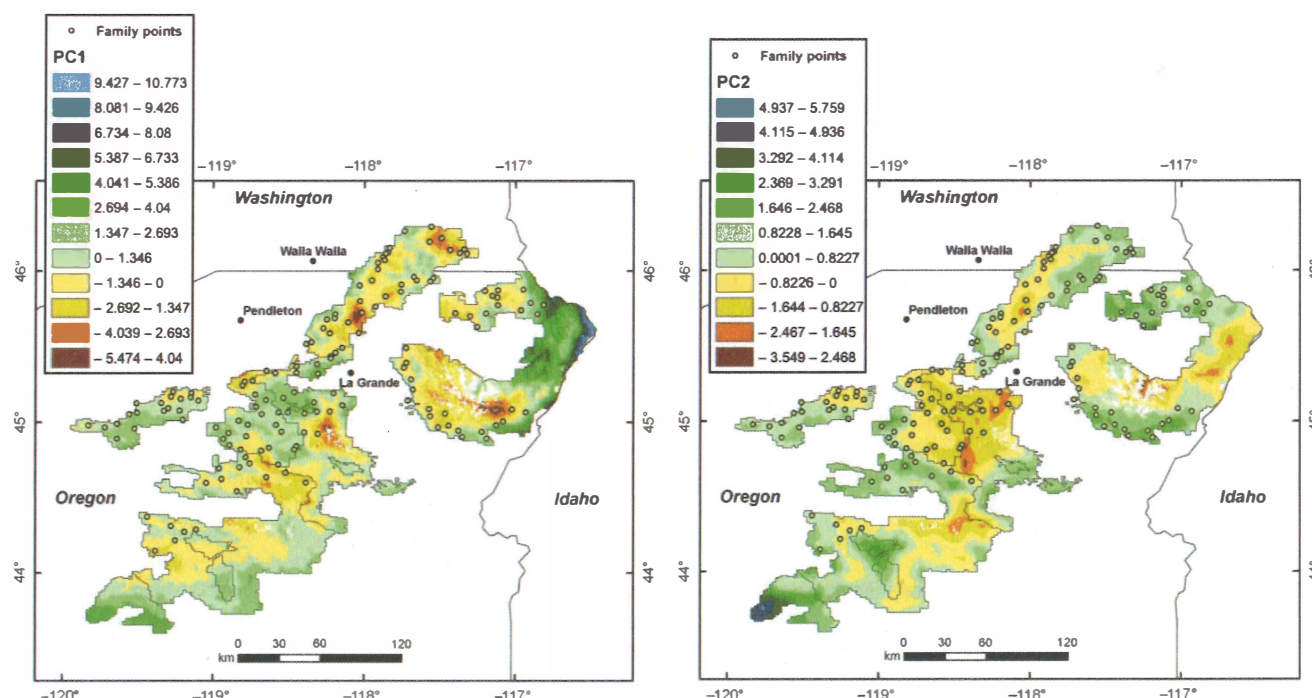 Family points
PC1
9.427 – 10.773
8.081 – 9.426
6.734 – 8.08
5.387 – 6.733
4.041 – 5.386
2.694 – 4.04
1.347 – 2.693
0 – 1.346
– 1.346 – 0
– 2.692 – 1.347
– 4.039 – 2.693
– 5.474 – 4.04
–119°
–118°
–117°
Washington
Walla Walla
Pendleton
La Grande
Oregon
Idaho
46°
45°
44°
46°
45°
44°
0 30 60 120
km
–120°
–119°
–118°
–117°
Family points
PC2
4.937 – 5.759
4.115 – 4.936
3.292 – 4.114
2.369 – 3.291
1.646 – 2.468
0.8228 – 1.645
0.0001 – 0.8227
– 0.8226 – 0
– 1.644 – 0.8227
– 2.467 – 1.645
– 3.549 – 2.468
–119°
–118°
–117°
Washington
Walla Walla
Pendleton
La Grande
Oregon
Idaho
46°
45°
44°
46°
45°
44°
0 30 60 120
km
–120°
–119°
–118°
–117°